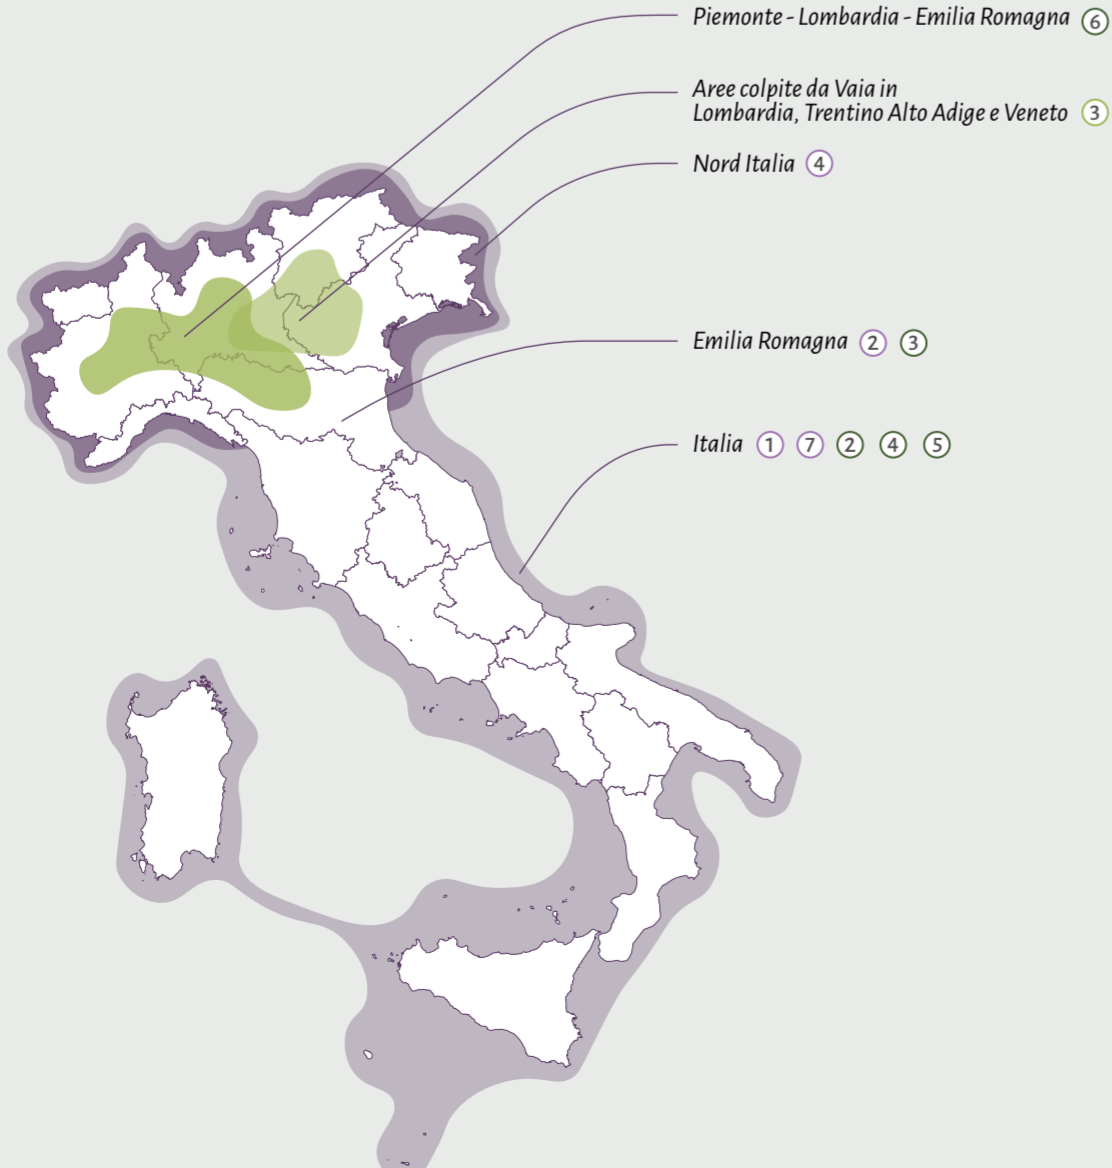 Piemonte - Lombardia - Emilia Romagna 6
Aree colpite da Vaia in
Lombardia, Trentino Alto Adige e Veneto 3
Nord Italia 4
Emilia Romagna 2 3
Italia 1 7 2 4 5